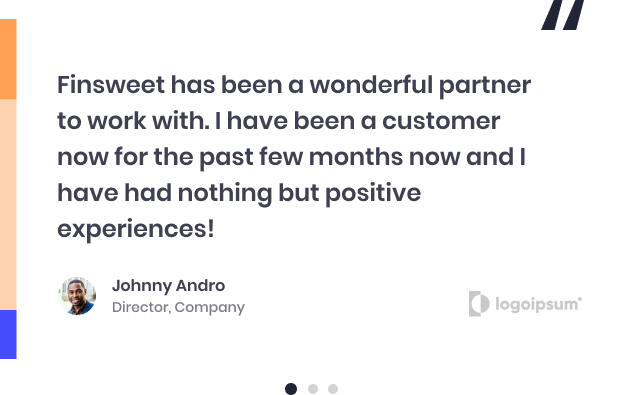 Finsweet has been a wonderful partner
to work with. I have been a customer
now for the past few months now and I
have had nothing but positive
experiences!
Johnny Andro
Director, Company
logoipsum